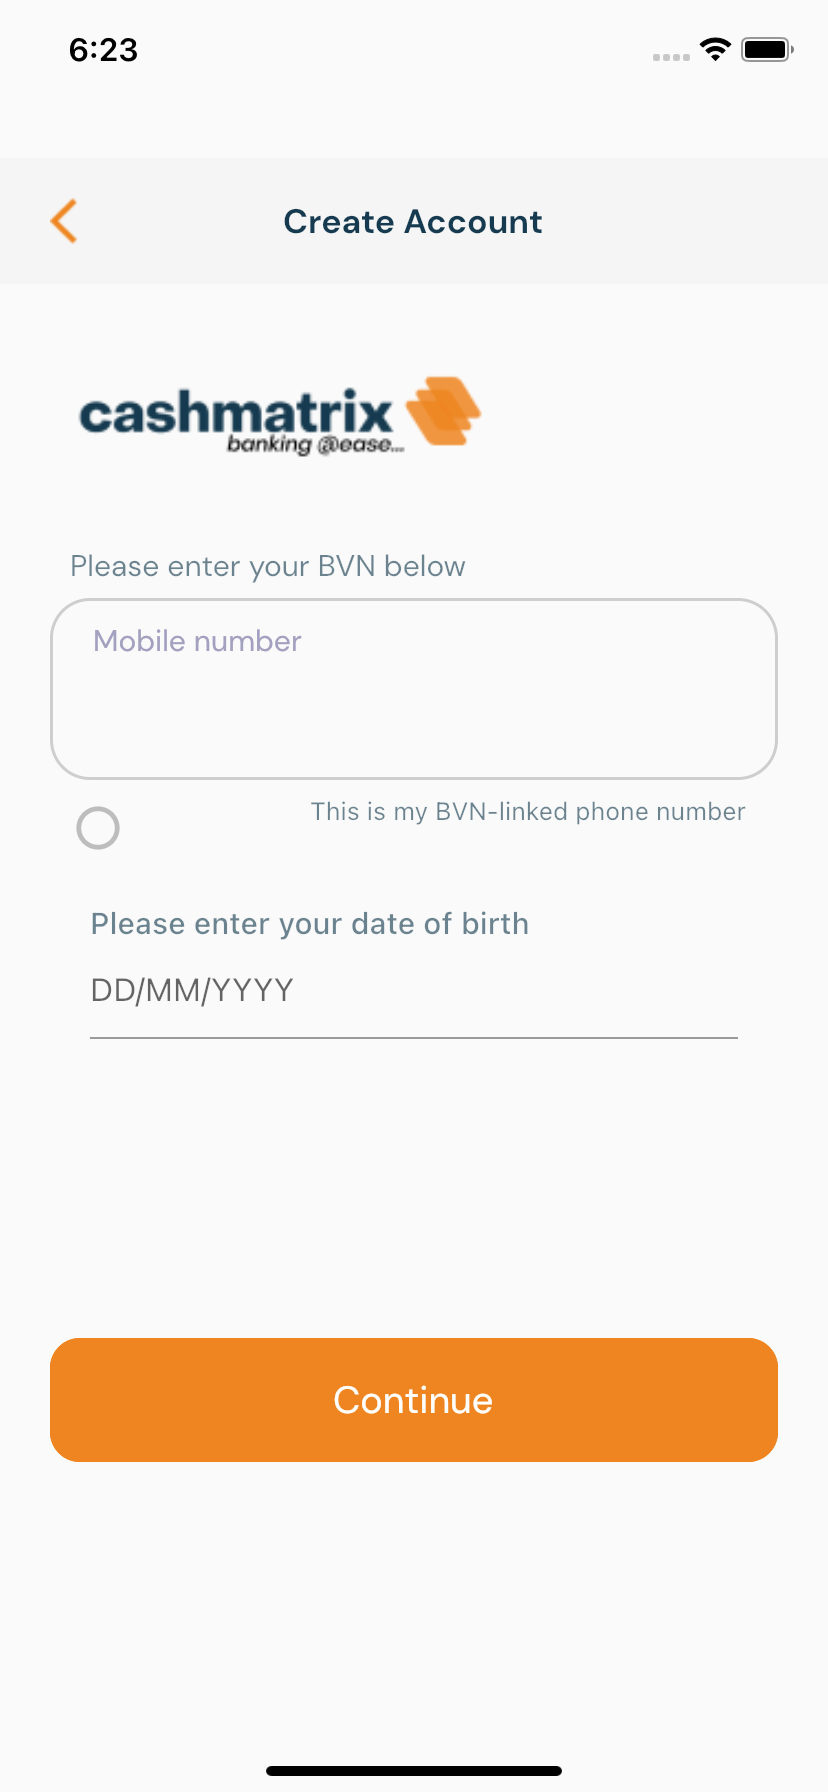 6:23
Create Account
cashmatrix
banking @ease...
Please enter your BVN below
Mobile number
This is my BVN-linked phone number
Please enter your date of birth
DD/MM/YYYY
Continue